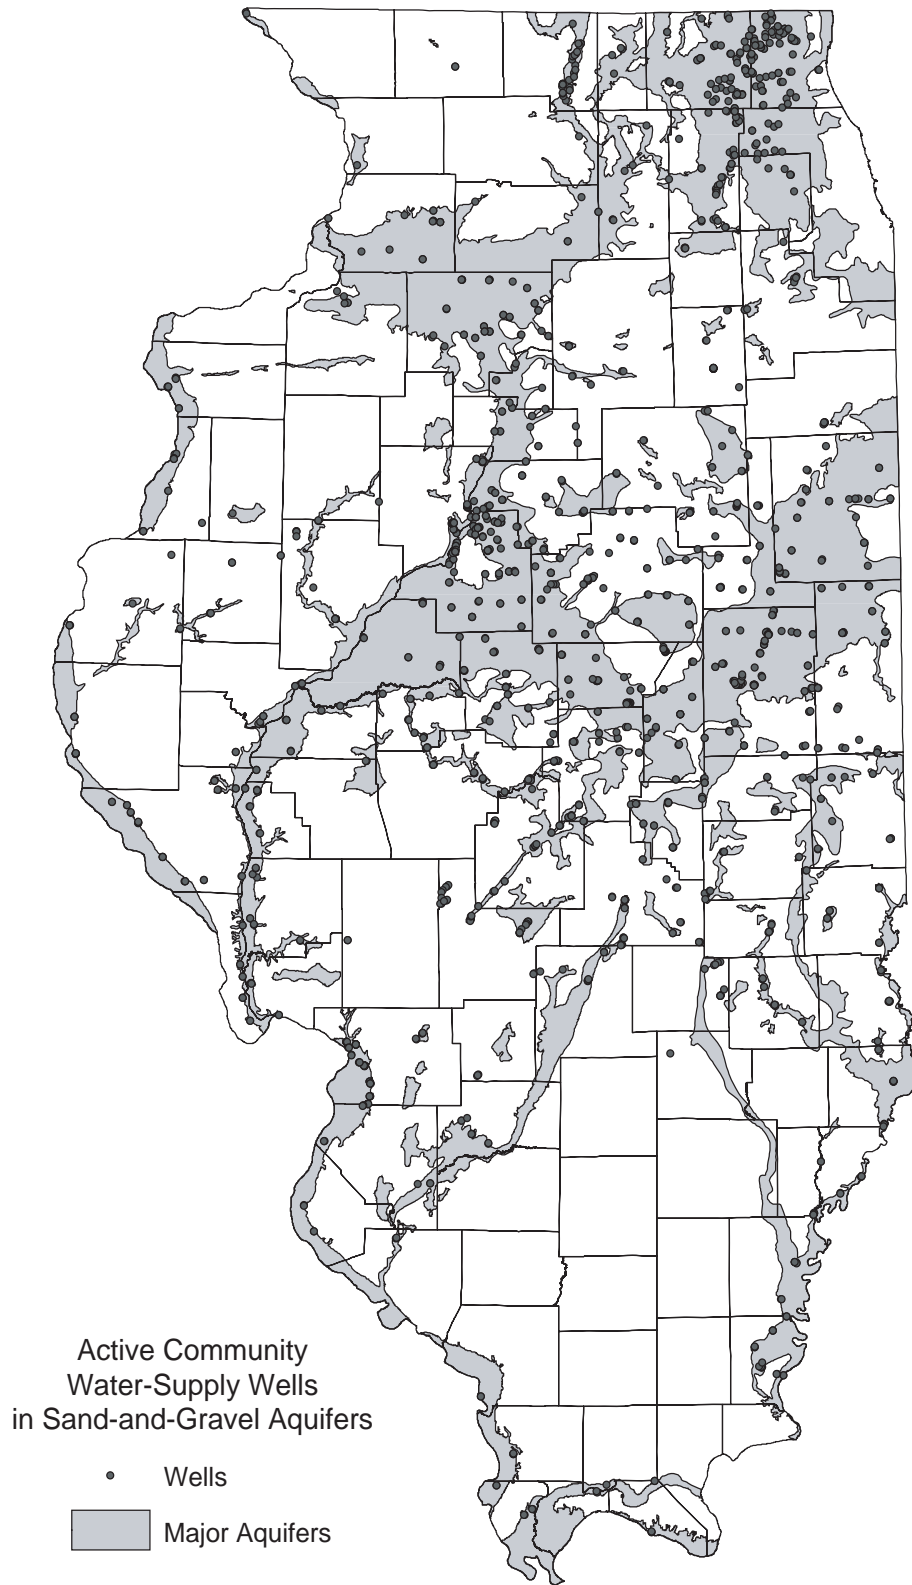 Active Community
Water-Supply Wells
in Sand-and-Gravel Aquifers
Wells
Major Aquifers